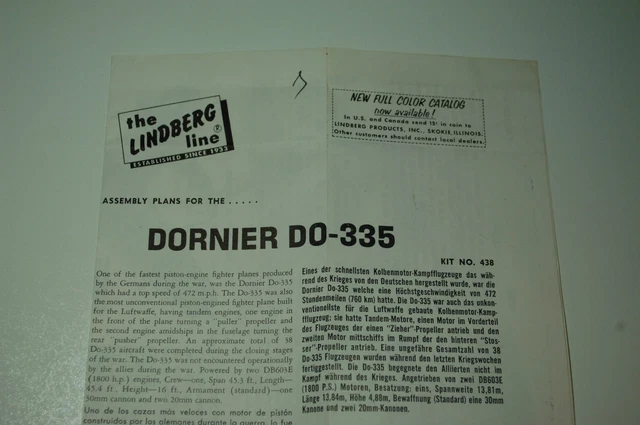 the
LINDBERG®
line
ESTABLISHED SINCE 1933
NEW FULL COLOR CATALOG
now available!
In U.S. and Canada send 15¢ in coin to
LINDBERG PRODUCTS, INC., SKOKIE, ILLINOIS.
Other customers should contact local dealers.
ASSEMBLY PLANS FOR THE . . . . .
DORNIER DO-335
KIT NO. 438
One of the fastest piston-engine fighter planes produced
by the Germans during the war, was the Dornier Do-335
which had a top speed of 472 m.p.h. The Do-335 was also
the most unconventional piston-engined fighter plane built
for the Luftwaffe, having tandem engines, one engine in
the front of the plane turning a "puller" propeller and
the second engine amidships in the fuselage turning the
rear "pusher" propeller. An approximate total of 38
Do-335 aircraft were completed during the closing stages
of the war. The Do-335 was not encountered operationally
by the allies during the war. Powered by two DB603E
(1800 h.p.) engines, Crew—one, Span 45.3 ft., Length—
45.4 ft. Height—16 ft., Armament (standard)—one
30mm cannon and two 20mm cannon.
Uno de los cazas más veloces con motor de pistón
construidos por los alemanes durante la guerra, lo fue
Eines der schnellsten Kolbenmotor-Kampfflugzeuge das wäh-
rend des Krieges von den Deutschen hergestellt wurde, war die
Dornier Do-335 welche eine Höchstgeschwindigkeit von 472
Stundenmeilen (760 km) hatte. Die Do-335 war auch das unkon-
ventionellste für die Luftwaffe gebaute Kolbenmotor-Kamp-
fflugzeug; sie hatte Tandem-Motore, einen Motor im Vorderteil
des Flugzeuges der einen "Zieher"-Propeller antrieb und den
zweiten Motor mittschiffs im Rumpf der den hinteren "Stos-
ser"-Propeller antrieb. Eine ungefähre Gesamtzahl von 38
Do-335 Flugzeugen wurden während den letzten Kriegswochen
fertiggestellt. Die Do-335 begegnete den Alliierten nicht im
Kampf während des Krieges. Angetrieben von zwei DB603E
(1800 P.S.) Motoren, Besatzung: eins, Spannweite 13,81m,
Länge 13,84m, Höhe 4,88m, Bewaffnung (Standard) eine 30mm
Kanone und zwei 20mm-Kanonen.